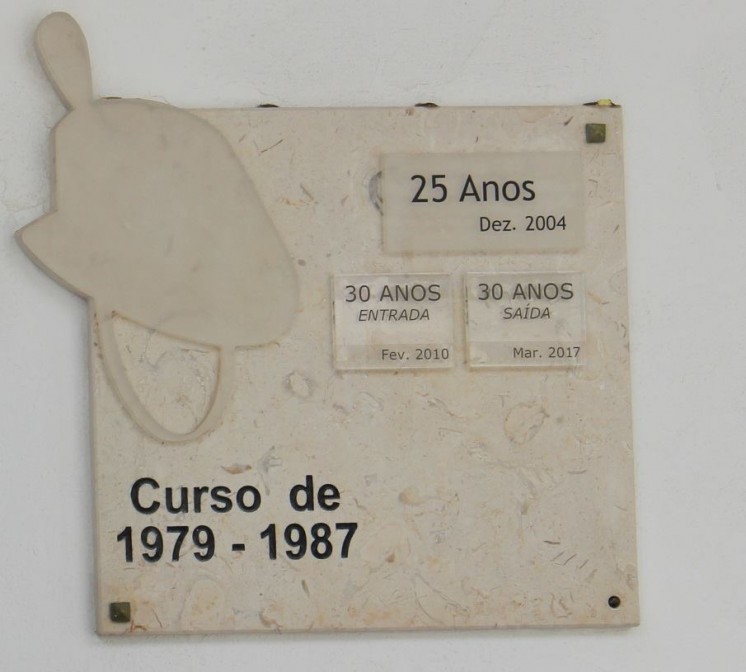 25 Anos
Dez. 2004
30 ANOS
ENTRADA
Fev. 2010
30 ANOS
SAÍDA
Mar. 2017
Curso de
1979 - 1987